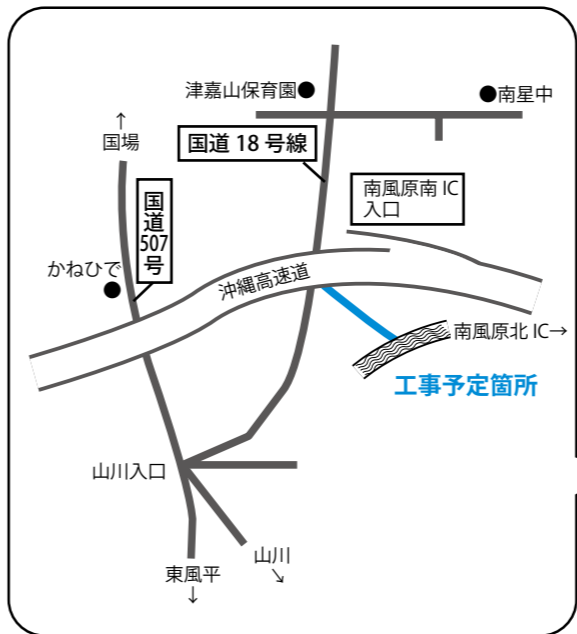 津嘉山保育園●
●南星中
↑
国場
国道 18 号線
南風原南 IC
入口
国道
507
号
かねひで
沖縄高速道
南風原北 IC→
工事予定箇所
山川入口
山川
↘
東風平
↓